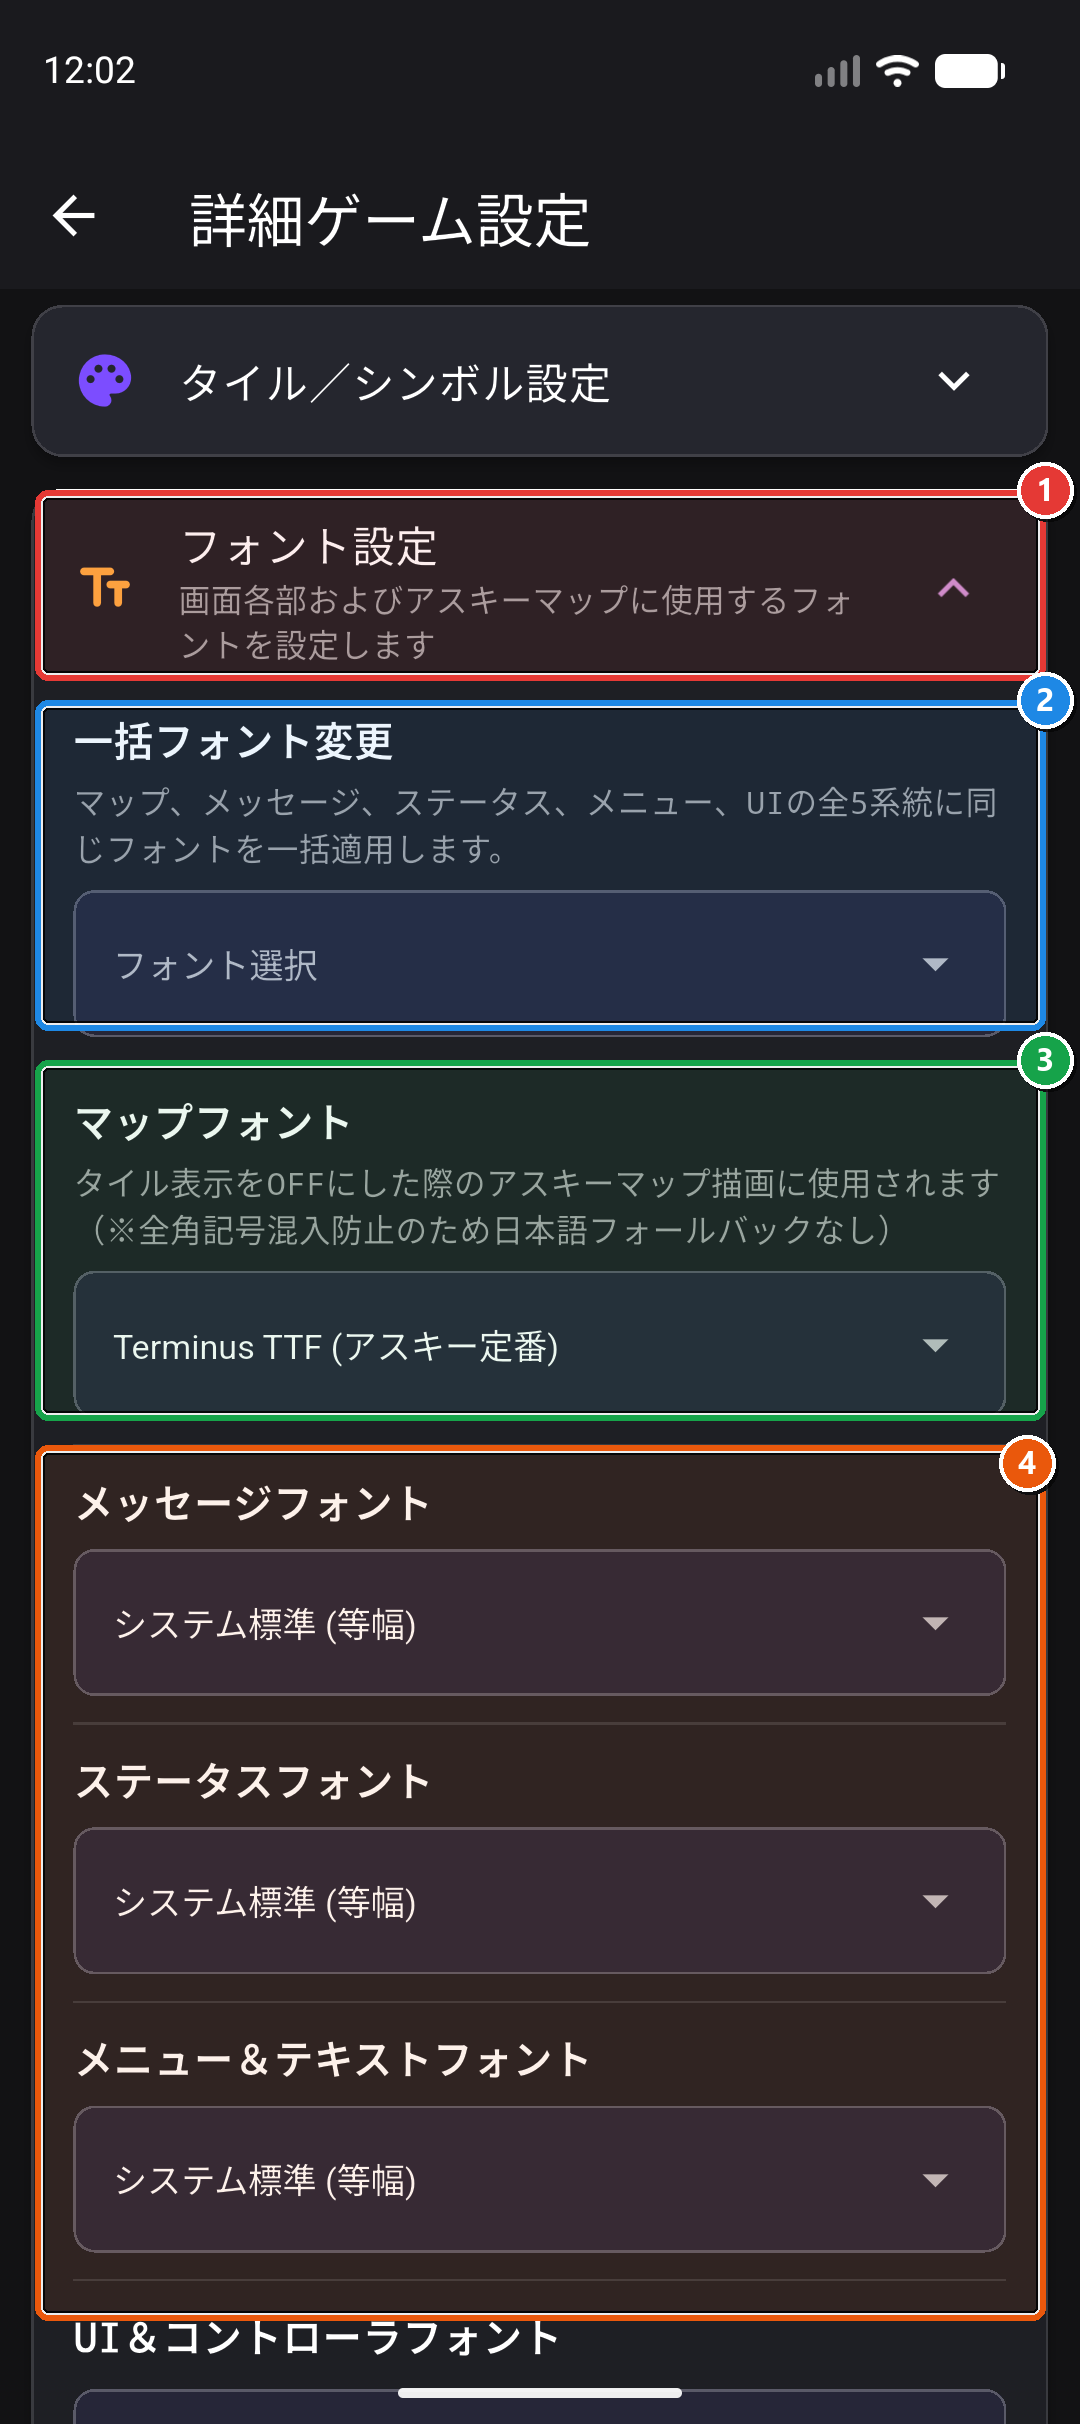 12:02
詳細ゲーム設定
タイル／シンボル設定
1
フォント設定
画面各部およびアスキーマップに使用するフォ
ントを設定します
2
一括フォント変更
マップ、メッセージ、ステータス、メニュー、UIの全5系統に同
じフォントを一括適用します。
フォント選択
3
マップフォント
タイル表示をOFFにした際のアスキーマップ描画に使用されます
（※全角記号混入防止のため日本語フォールバックなし）
Terminus TTF (アスキー定番)
4
メッセージフォント
システム標準 (等幅)
ステータスフォント
システム標準 (等幅)
メニュー＆テキストフォント
システム標準 (等幅)
UI＆コントローラフォント